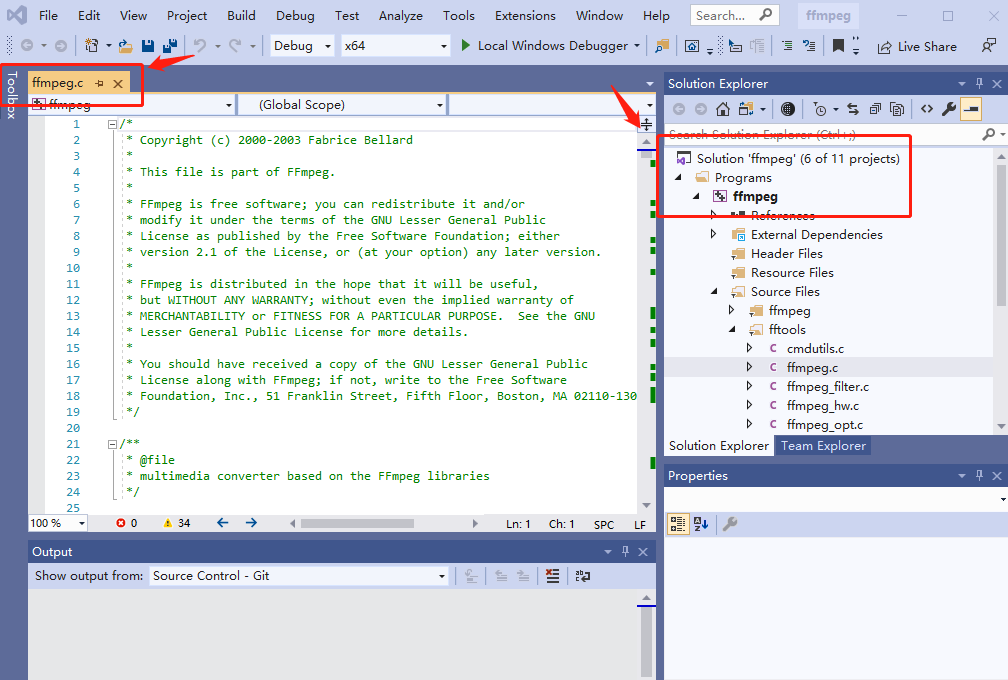 File Edit View Project Build Debug Test Analyze Tools Extensions Window Help Search... ffmpeg
Debug x64 Local Windows Debugger Live Share
Toolbox
ffmpeg.c
ffmpeg (Global Scope)
1 /*
2 * Copyright (c) 2000-2003 Fabrice Bellard
3 *
4 * This file is part of FFmpeg.
5 *
6 * FFmpeg is free software; you can redistribute it and/or
7 * modify it under the terms of the GNU Lesser General Public
8 * License as published by the Free Software Foundation; either
9 * version 2.1 of the License, or (at your option) any later version.
10 *
11 * FFmpeg is distributed in the hope that it will be useful,
12 * but WITHOUT ANY WARRANTY; without even the implied warranty of
13 * MERCHANTABILITY or FITNESS FOR A PARTICULAR PURPOSE.  See the GNU
14 * Lesser General Public License for more details.
15 *
16 * You should have received a copy of the GNU Lesser General Public
17 * License along with FFmpeg; if not, write to the Free Software
18 * Foundation, Inc., 51 Franklin Street, Fifth Floor, Boston, MA 02110-130
19 */
20
21 /**
22 * @file
23 * multimedia converter based on the FFmpeg libraries
24 */
25
100 % 0 34 Ln: 1 Ch: 1 SPC LF
Output
Show output from: Source Control - Git
Solution Explorer
Search Solution Explorer (Ctrl+;)
Solution 'ffmpeg' (6 of 11 projects)
Programs
ffmpeg
References
External Dependencies
Header Files
Resource Files
Source Files
ffmpeg
fftools
cmdutils.c
ffmpeg.c
ffmpeg_filter.c
ffmpeg_hw.c
ffmpeg_opt.c
Solution Explorer Team Explorer
Properties